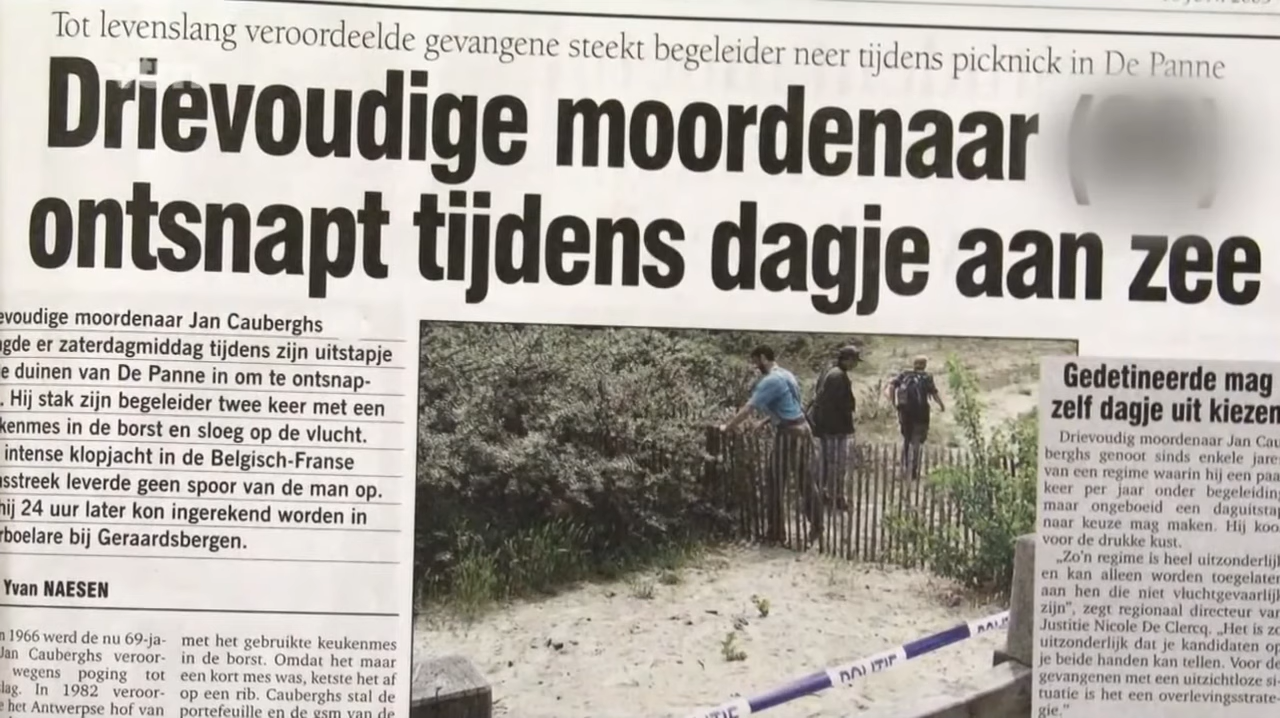 Tot levenslang veroordeelde gevangene steekt begeleider neer tijdens picknick in De Panne
Drievoudige moordenaar
ontsnapt tijdens dagje aan zee
evoudige moordenaar Jan Cauberghs
gde er zaterdagmiddag tijdens zijn uitstapje
e duinen van De Panne in om te ontsnap-
. Hij stak zijn begeleider twee keer met een
kenmes in de borst en sloeg op de vlucht.
intense klopjacht in de Belgisch-Franse
sstreek leverde geen spoor van de man op.
hij 24 uur later kon ingerekend worden in
rboelare bij Geraardsbergen.
Yvan NAESEN
n 1966 werd de nu 69-ja-
Jan Cauberghs veroor-
wegens poging tot
lag. In 1982 veroor-
e het Antwerpse hof van
met het gebruikte keukenmes
in de borst. Omdat het maar
een kort mes was, ketste het af
op een rib. Cauberghs stal de
portefeuille en de gsm van de
POLITIE
Gedetineerde mag
zelf dagje uit kiezen
Drievoudig moordenaar Jan Cau
berghs genoot sinds enkele jare
van een regime waarin hij een paa
keer per jaar onder begeleidin
maar ongeboeid een daguitsta
naar keuze mag maken. Hij koo
voor de drukke kust.
„Zo'n regime is heel uitzonderlij
en kan alleen worden toegelate
aan hen die niet vluchtgevaarlij
zijn", zegt regionaal directeur van
Justitie Nicole De Clercq. „Het is zo
uitzonderlijk dat je kandidaten op
je beide handen kan tellen. Voor de
gevangenen met een uitzichtloze si-
tuatie is het een overlevingsstrate-
gie."